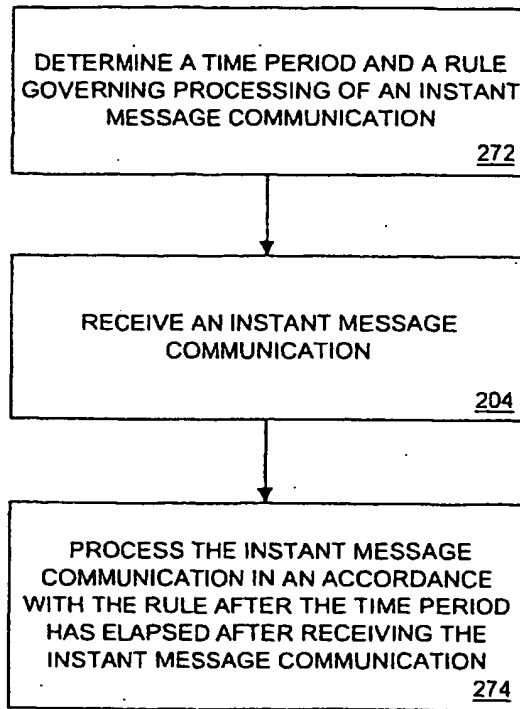 DETERMINE A TIME PERIOD AND A RULE
GOVERNING PROCESSING OF AN INSTANT
MESSAGE COMMUNICATION
272
RECEIVE AN INSTANT MESSAGE
COMMUNICATION
204
PROCESS THE INSTANT MESSAGE
COMMUNICATION IN AN ACCORDANCE
WITH THE RULE AFTER THE TIME PERIOD
HAS ELAPSED AFTER RECEIVING THE
INSTANT MESSAGE COMMUNICATION
274